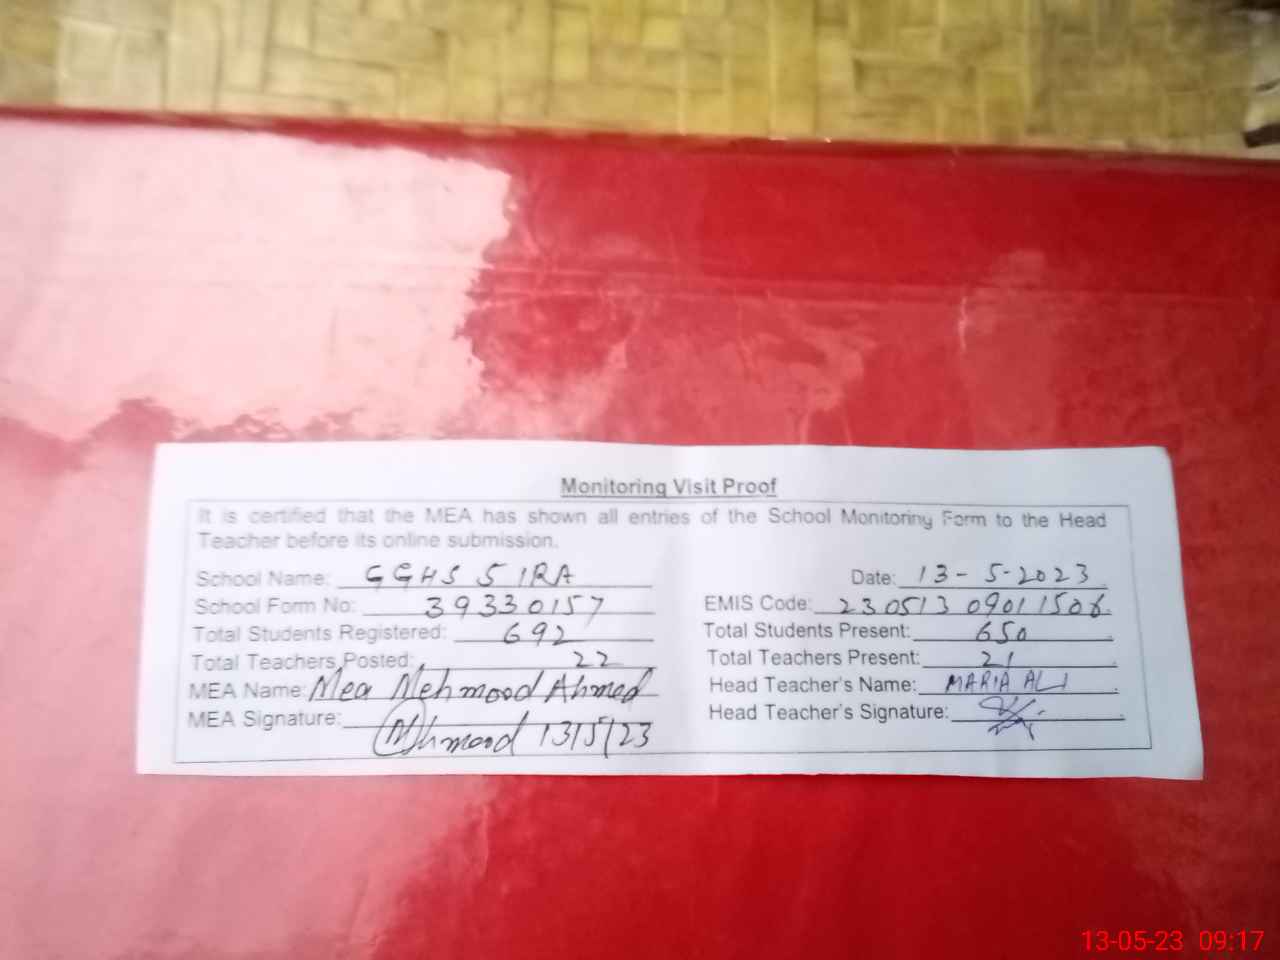 Monitoring Visit Proof
It is certified that the MEA has shown all entries of the School Monitoring Form to the Head
Teacher before its online submission.
School Name: GGHS SIRA Date: 13-5-2023
School Form No: 39330157 EMIS Code: 230513 09011506
Total Students Registered: 692 Total Students Present: 650
Total Teachers Posted: 22 Total Teachers Present: 21
MEA Name: Mea Mehmood Ahmed Head Teacher's Name: MARIA ALI
MEA Signature: Mehmood 13/5/23 Head Teacher's Signature:
13-05-23 09:17